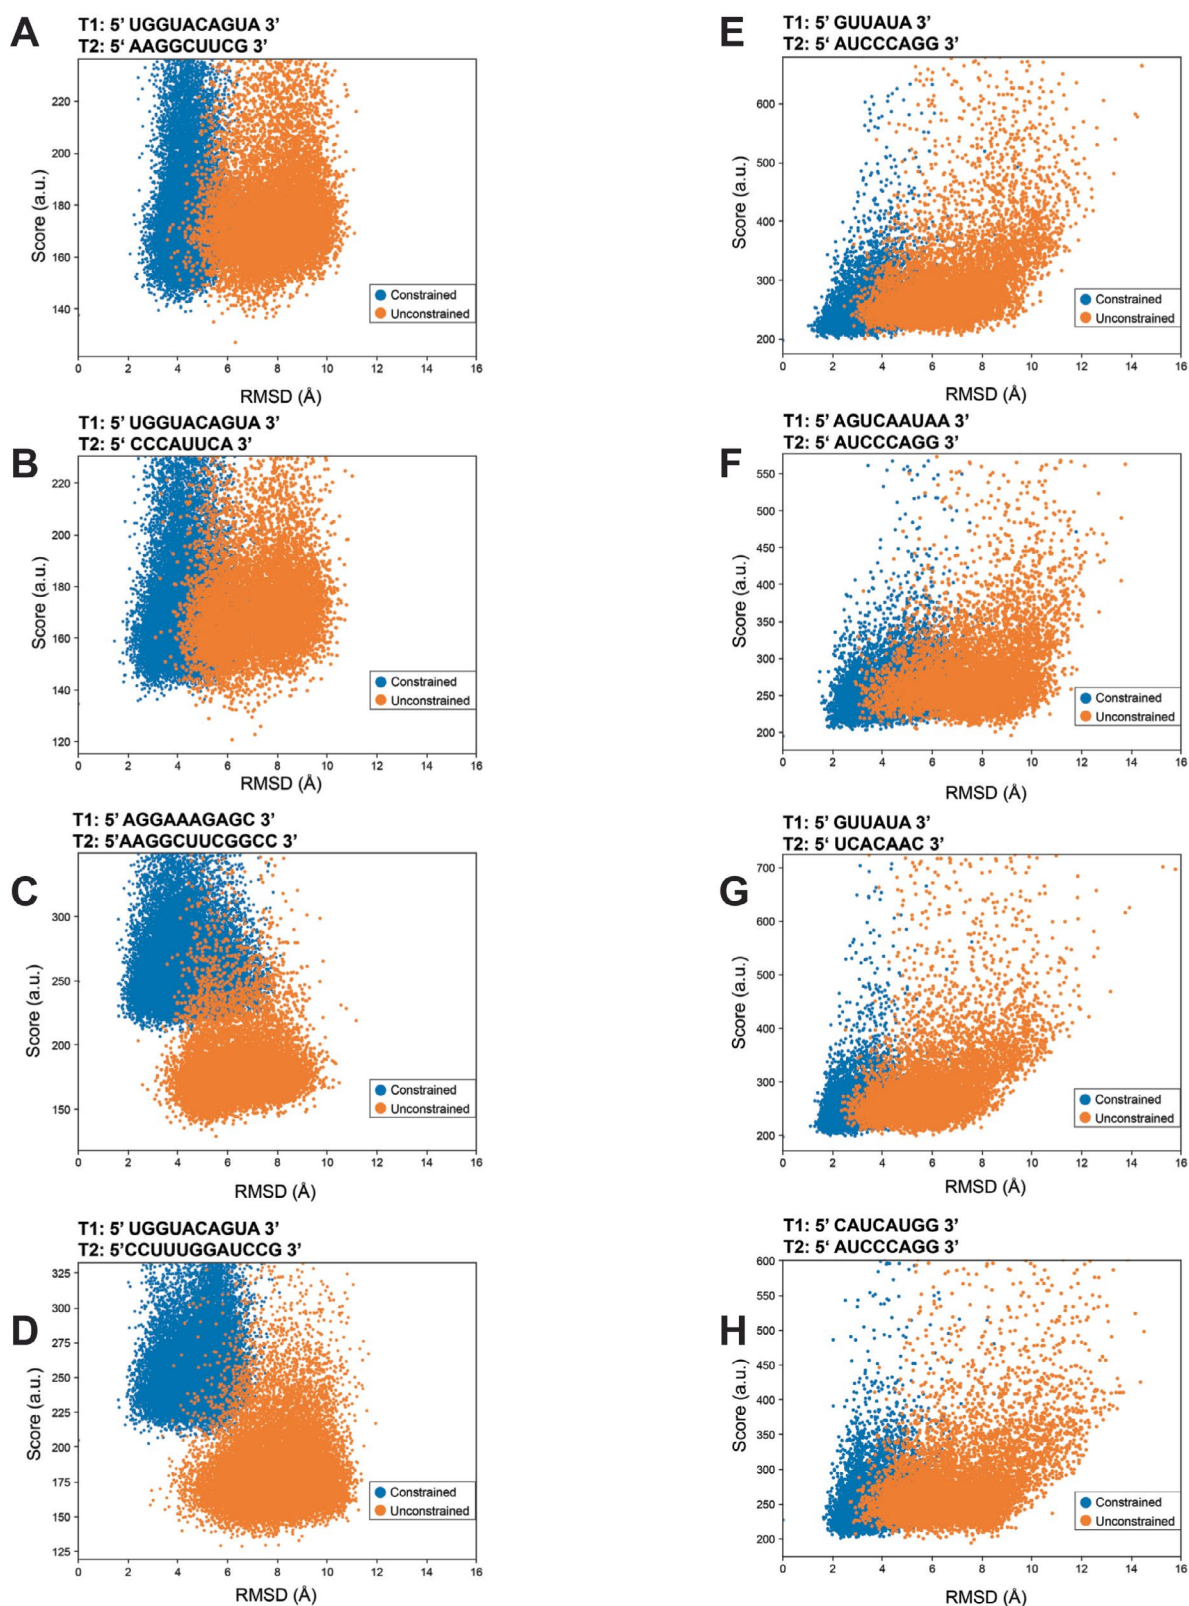 A
T1: 5’ UGGUACAGUA 3’
T2: 5‘ AAGGCUUCG 3’
220
200
180
160
140
Score (a.u.)
Constrained
Unconstrained
0 2 4 6 8 10 12 14 16
RMSD (Å)
B
T1: 5’ UGGUACAGUA 3’
T2: 5‘ CCCAUUCA 3’
220
200
180
160
140
120
Score (a.u.)
Constrained
Unconstrained
0 2 4 6 8 10 12 14 16
RMSD (Å)
C
T1: 5’ AGGAAAGAGC 3’
T2: 5’AAGGCUUCGGCC 3’
300
250
200
150
Score (a.u.)
Constrained
Unconstrained
0 2 4 6 8 10 12 14 16
RMSD (Å)
D
T1: 5’ UGGUACAGUA 3’
T2: 5’CCUUUGGAUCCG 3’
325
300
275
250
225
200
175
150
125
Score (a.u.)
Constrained
Unconstrained
0 2 4 6 8 10 12 14 16
RMSD (Å)
E
T1: 5’ GUUAUA 3’
T2: 5‘ AUCCCAGG 3’
600
500
400
300
200
Score (a.u.)
Constrained
Unconstrained
0 2 4 6 8 10 12 14 16
RMSD (Å)
F
T1: 5’ AGUCAAUAA 3’
T2: 5‘ AUCCCAGG 3’
550
500
450
400
350
300
250
200
Score (a.u.)
Constrained
Unconstrained
0 2 4 6 8 10 12 14 16
RMSD (Å)
G
T1: 5’ GUUAUA 3’
T2: 5‘ UCACAAC 3’
700
600
500
400
300
200
Score (a.u.)
Constrained
Unconstrained
0 2 4 6 8 10 12 14 16
RMSD (Å)
H
T1: 5’ CAUCAUGG 3’
T2: 5‘ AUCCCAGG 3’
600
550
500
450
400
350
300
250
200
Score (a.u.)
Constrained
Unconstrained
0 2 4 6 8 10 12 14 16
RMSD (Å)